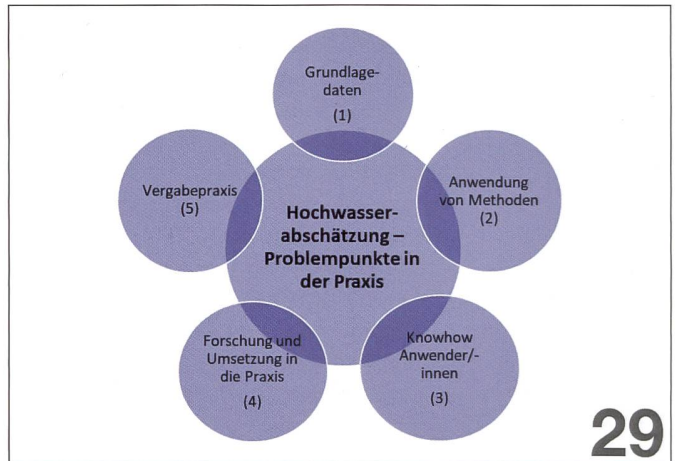 Grundlage-
daten
(1)
Anwendung
von Methoden
(2)
Knowhow
Anwender/-
innen
(3)
Forschung und
Umsetzung in
die Praxis
(4)
Vergabepraxis
(5)
Hochwasser-
abschätzung –
Problempunkte in
der Praxis
29